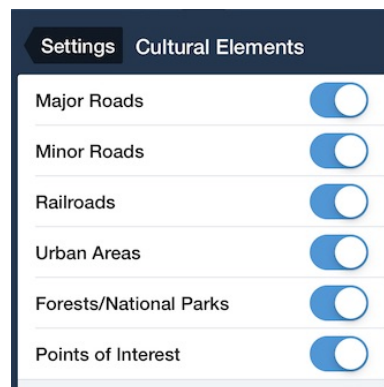 Settings Cultural Elements
Major Roads
Minor Roads
Railroads
Urban Areas
Forests/National Parks
Points of Interest